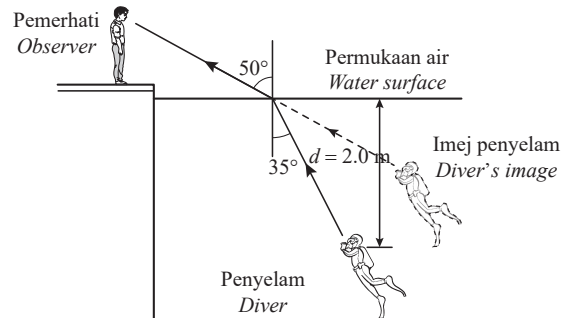 Pemerhati
Observer
50°
Permukaan air
Water surface
35°
d = 2.0 m
Imej penyelam
Diver's image
Penyelam
Diver